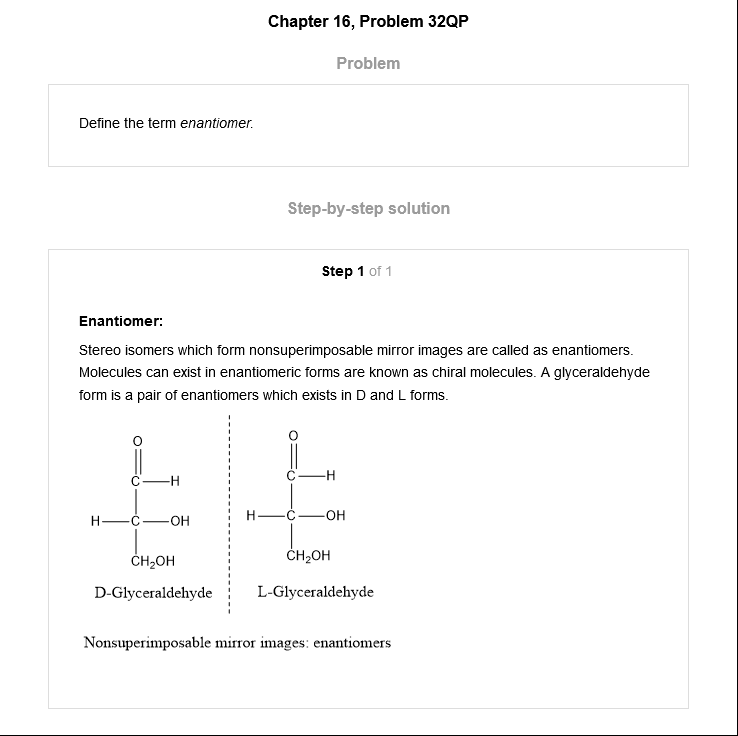 Chapter 16, Problem 32QP
Problem
Define the term enantiomer.
Step-by-step solution
Step 1 of 1
Enantiomer:
Stereo isomers which form nonsuperimposable mirror images are called as enantiomers.
Molecules can exist in enantiomeric forms are known as chiral molecules. A glyceraldehyde
form is a pair of enantiomers which exists in D and L forms.
O
C—H
H—C—OH
CH₂OH
D-Glyceraldehyde
O
C—H
H—C—OH
CH₂OH
L-Glyceraldehyde
Nonsuperimposable mirror images: enantiomers